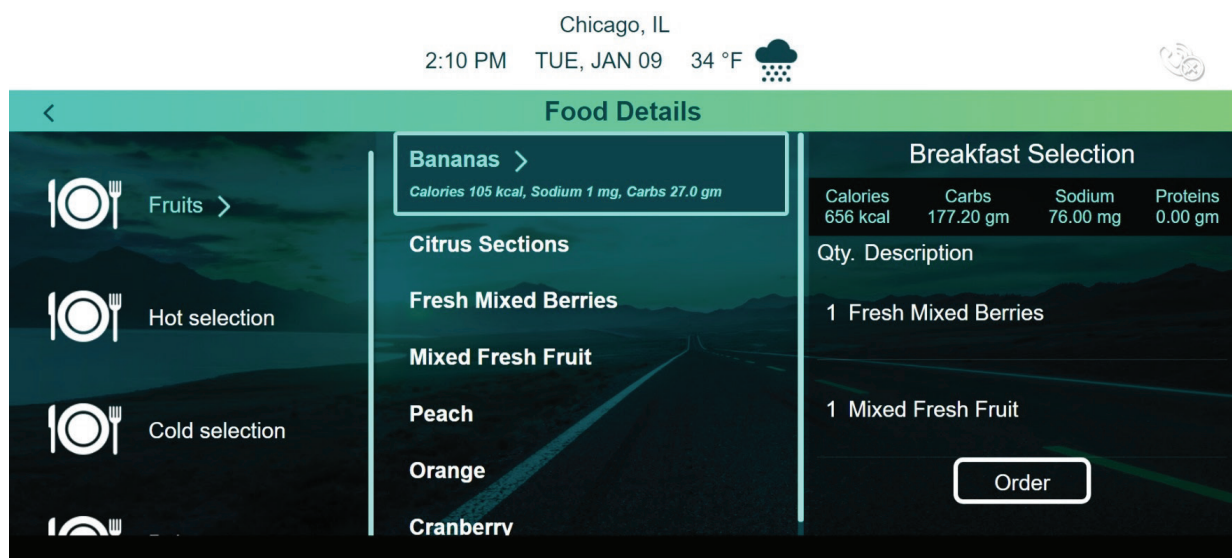 Chicago, IL
2:10 PM TUE, JAN 09 34 °F
Food Details
Fruits
Hot selection
Cold selection
Bananas
Calories 105 kcal, Sodium 1 mg, Carbs 27.0 gm
Citrus Sections
Fresh Mixed Berries
Mixed Fresh Fruit
Peach
Orange
Cranberry
Breakfast Selection
Calories Carbs Sodium Proteins
656 kcal 177.20 gm 76.00 mg 0.00 gm
Qty. Description
1 Fresh Mixed Berries
1 Mixed Fresh Fruit
Order